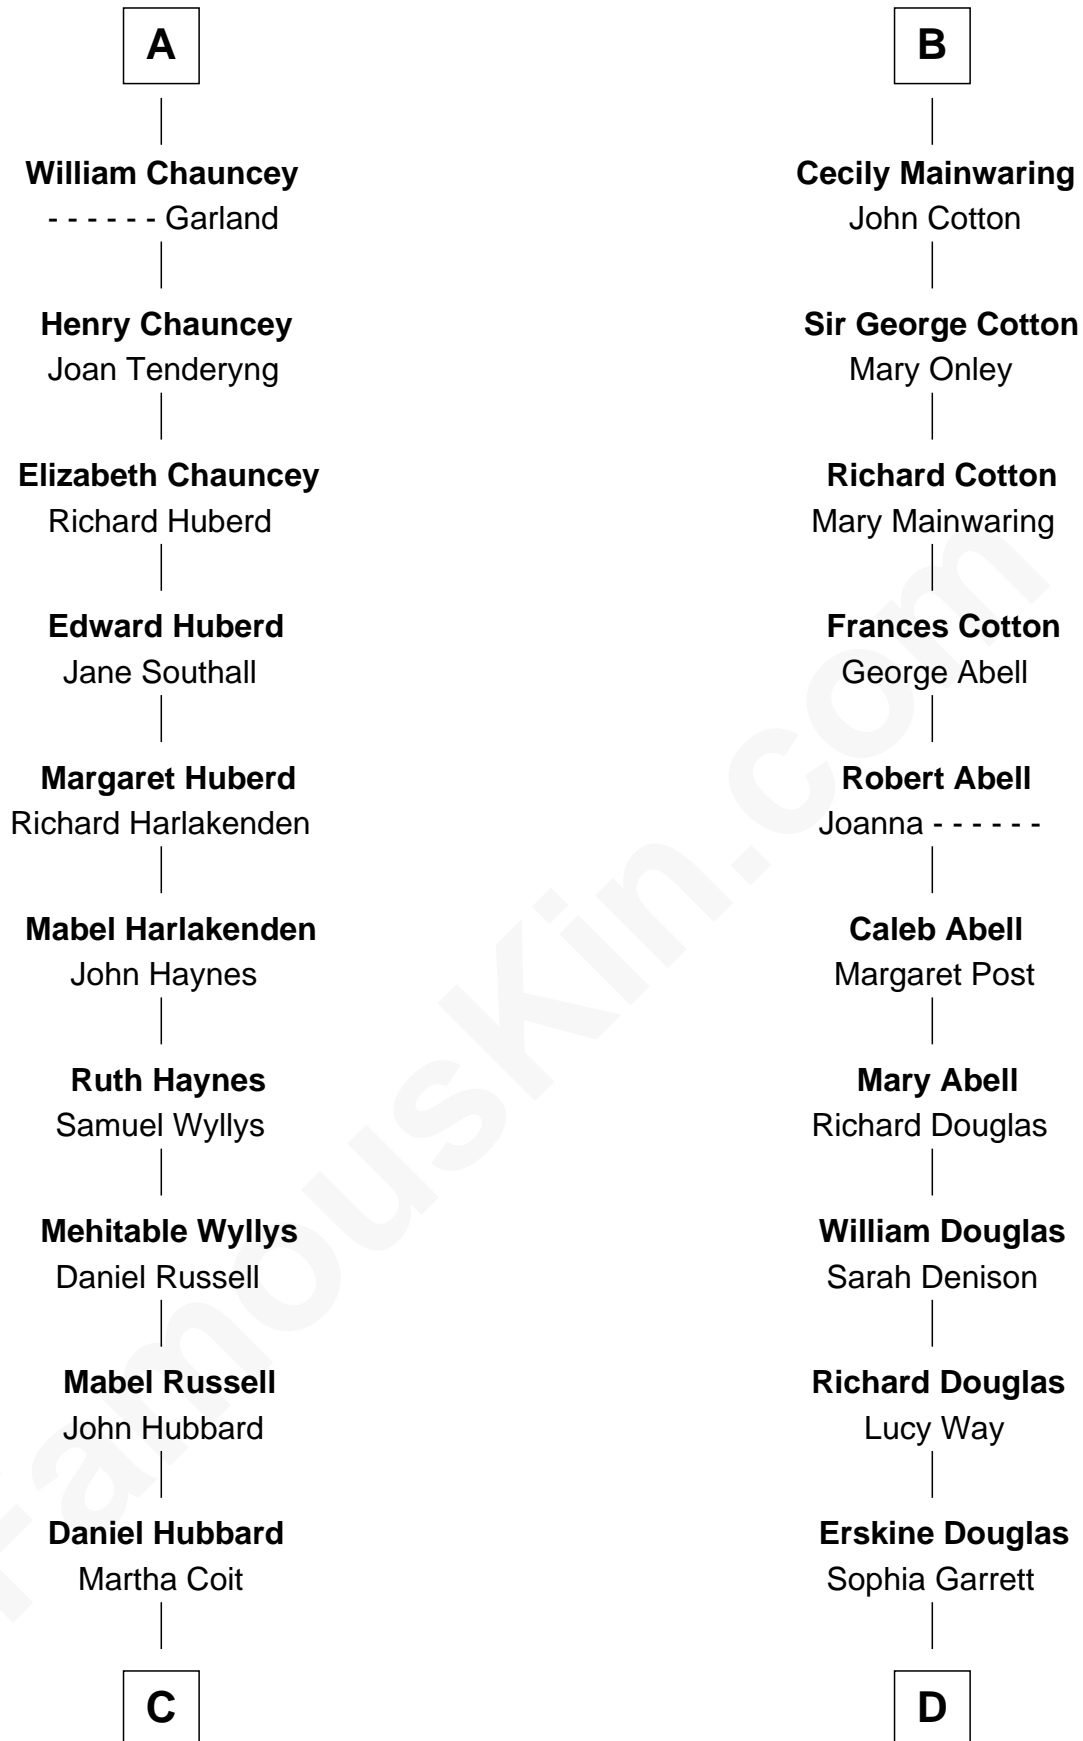 A
William Chauncey
- - - - - - Garland
Henry Chauncey
Joan Tenderyng
Elizabeth Chauncey
Richard Huberd
Edward Huberd
Jane Southall
Margaret Huberd
Richard Harlakenden
Mabel Harlakenden
John Haynes
Ruth Haynes
Samuel Wyllys
Mehitable Wyllys
Daniel Russell
Mabel Russell
John Hubbard
Daniel Hubbard
Martha Coit
C
B
Cecily Mainwaring
John Cotton
Sir George Cotton
Mary Onley
Richard Cotton
Mary Mainwaring
Frances Cotton
George Abell
Robert Abell
Joanna - - - - - -
Caleb Abell
Margaret Post
Mary Abell
Richard Douglas
William Douglas
Sarah Denison
Richard Douglas
Lucy Way
Erskine Douglas
Sophia Garrett
D
FamousKin.com